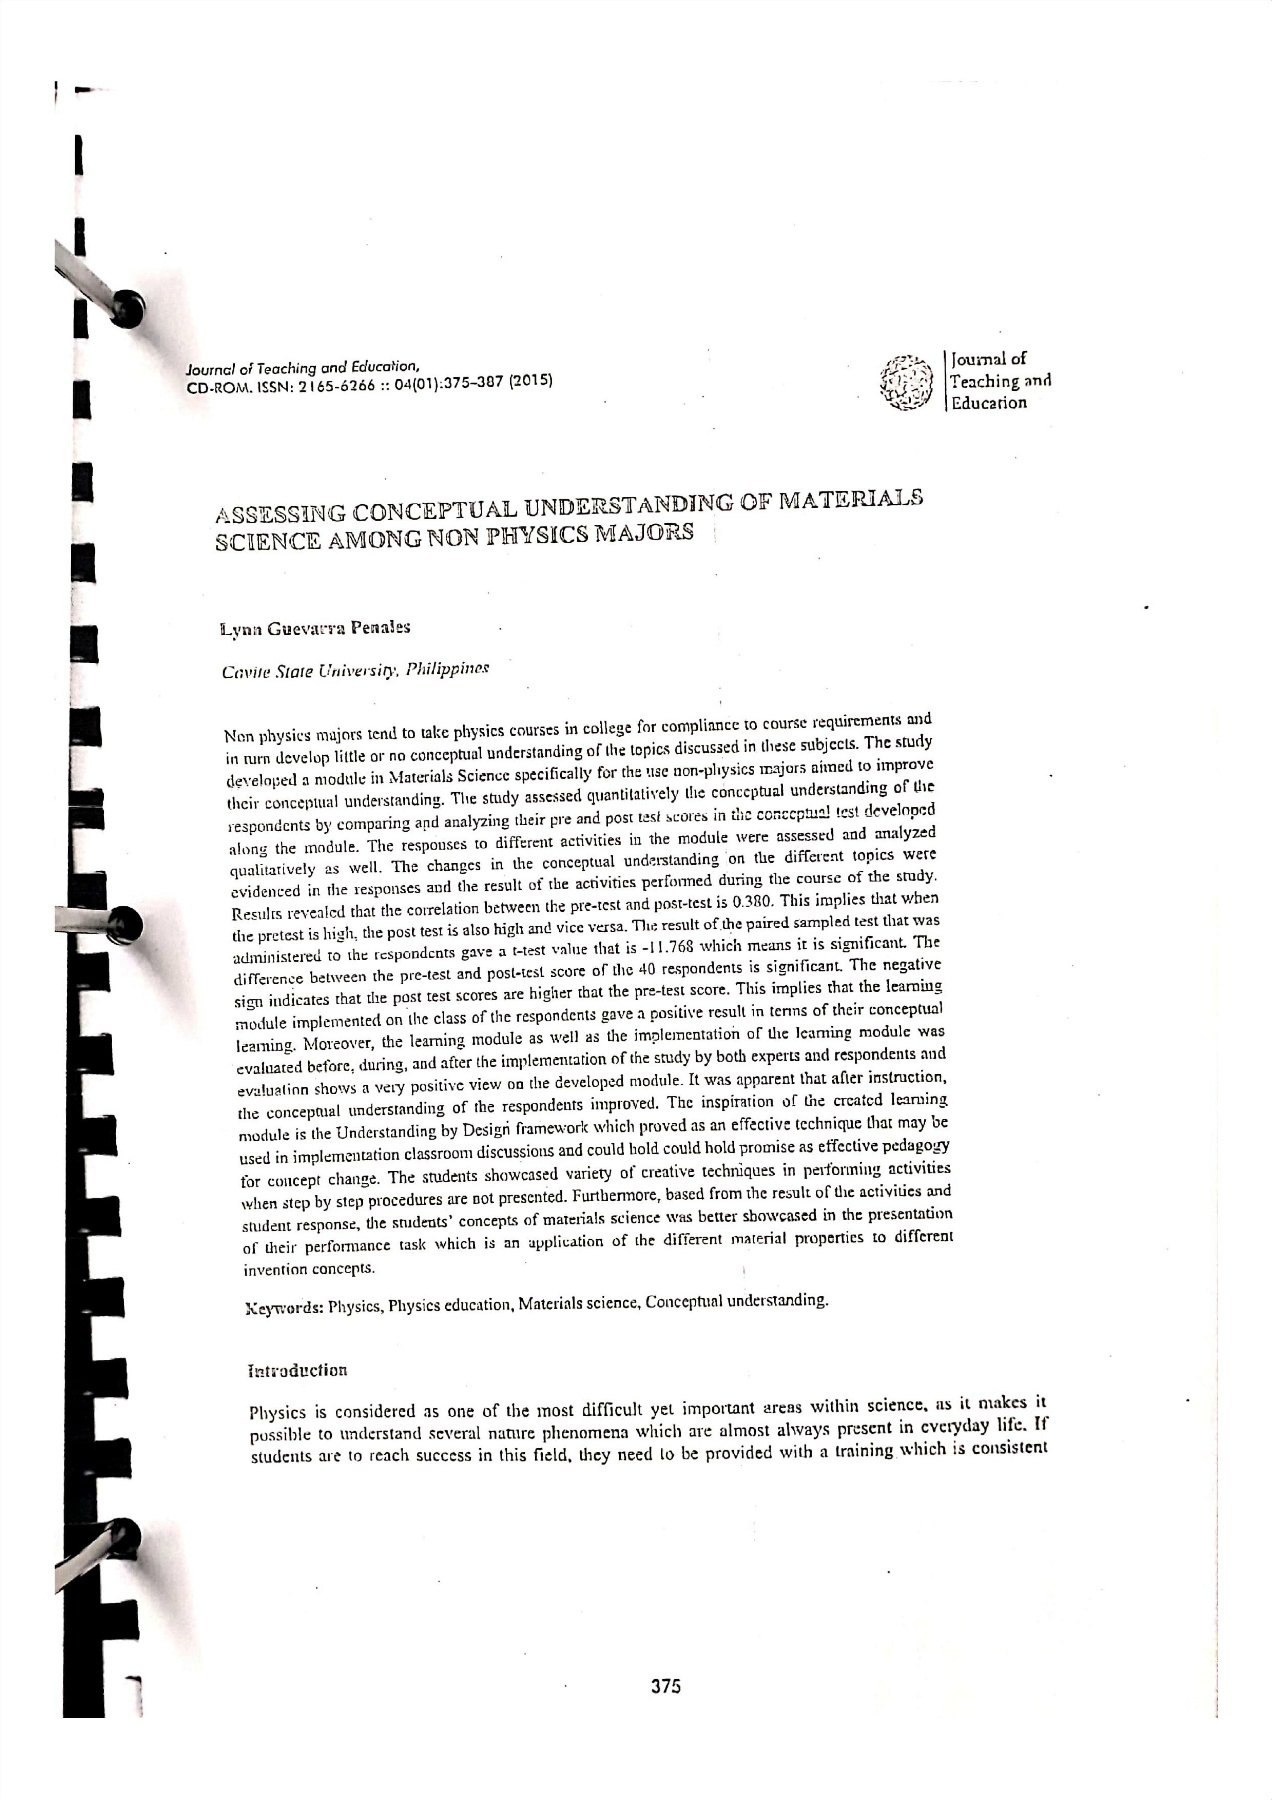 Journal of Teaching and Education,
CD-ROM. ISSN: 2165-6266 :: 04(01):375–387 (2015)
Journal of
Teaching and
Education
ASSESSING CONCEPTUAL UNDERSTANDING OF MATERIALS
SCIENCE AMONG NON PHYSICS MAJORS
Lynn Guevarra Penales
Cavite State University, Philippines
Non physics majors tend to take physics courses in college for compliance to course requirements and
in turn develop little or no conceptual understanding of the topics discussed in these subjects. The study
developed a module in Materials Science specifically for the use non-physics majors aimed to improve
their conceptual understanding. The study assessed quantitatively the conceptual understanding of the
respondents by comparing and analyzing their pre and post test scores in the conceptual test developed
along the module. The responses to different activities in the module were assessed and analyzed
qualitatively as well. The changes in the conceptual understanding on the different topics were
evidenced in the responses and the result of the activities performed during the course of the study.
Results revealed that the correlation between the pre-test and post-test is 0.380. This implies that when
the pretest is high, the post test is also high and vice versa. The result of the paired sampled test that was
administered to the respondents gave a t-test value that is -11.768 which means it is significant. The
difference between the pre-test and post-test score of the 40 respondents is significant. The negative
sign indicates that the post test scores are higher that the pre-test score. This implies that the learning
module implemented on the class of the respondents gave a positive result in terms of their conceptual
learning. Moreover, the learning module as well as the implementation of the learning module was
evaluated before, during, and after the implementation of the study by both experts and respondents and
evaluation shows a very positive view on the developed module. It was apparent that after instruction,
the conceptual understanding of the respondents improved. The inspiration of the created learning
module is the Understanding by Design framework which proved as an effective technique that may be
used in implementation classroom discussions and could hold could hold promise as effective pedagogy
for concept change. The students showcased variety of creative techniques in performing activities
when step by step procedures are not presented. Furthermore, based from the result of the activities and
student response, the students' concepts of materials science was better showcased in the presentation
of their performance task which is an application of the different material properties to different
invention concepts.
Keywords: Physics, Physics education, Materials science, Conceptual understanding.
Introduction
Physics is considered as one of the most difficult yet important areas within science, as it makes it
possible to understand several nature phenomena which are almost always present in everyday life. If
students are to reach success in this field, they need to be provided with a training which is consistent
375